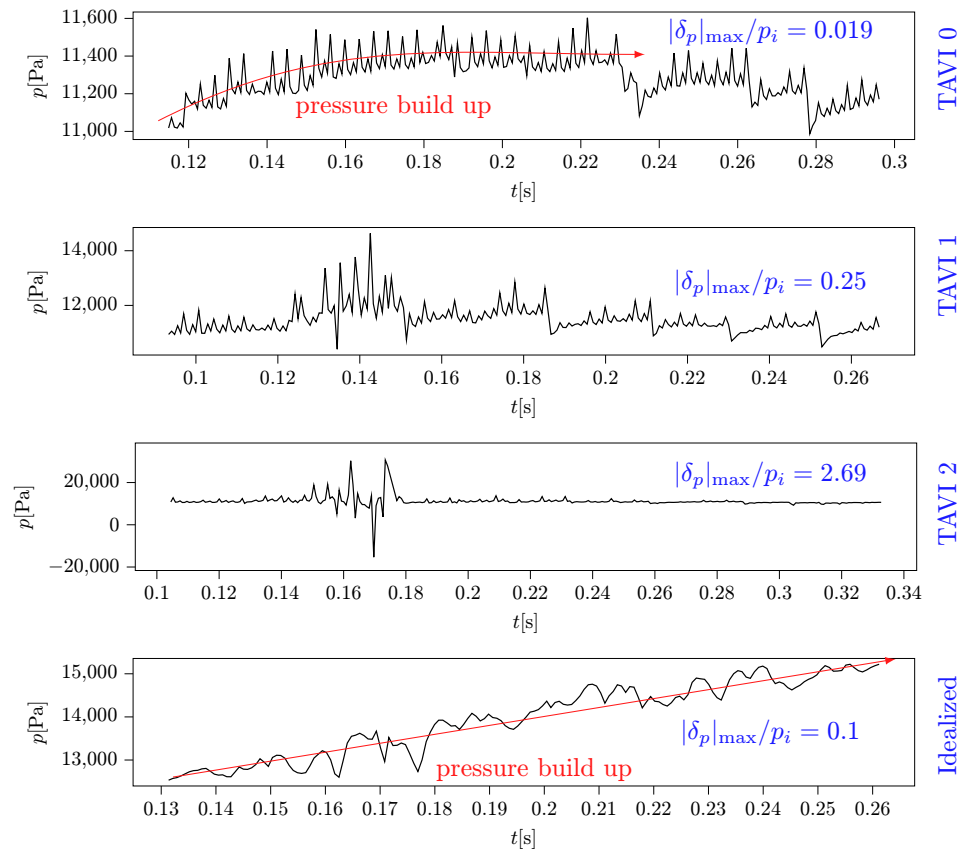 11,600
11,400
11,200
11,000
p[Pa]
|δp|max/pi = 0.019
pressure build up
TAVI 0
0.12 0.14 0.16 0.18 0.2 0.22 0.24 0.26 0.28 0.3
t[s]
14,000
12,000
p[Pa]
|δp|max/pi = 0.25
TAVI 1
0.1 0.12 0.14 0.16 0.18 0.2 0.22 0.24 0.26
t[s]
20,000
0
−20,000
p[Pa]
|δp|max/pi = 2.69
TAVI 2
0.1 0.12 0.14 0.16 0.18 0.2 0.22 0.24 0.26 0.28 0.3 0.32 0.34
t[s]
15,000
14,000
13,000
p[Pa]
|δp|max/pi = 0.1
pressure build up
Idealized
0.13 0.14 0.15 0.16 0.17 0.18 0.19 0.2 0.21 0.22 0.23 0.24 0.25 0.26
t[s]